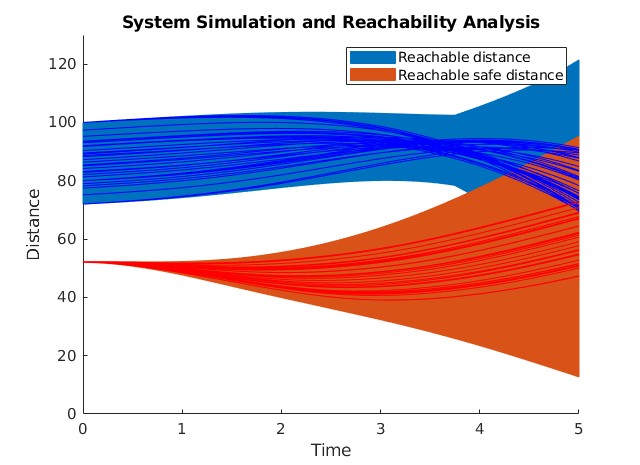 System Simulation and Reachability Analysis
Reachable distance
Reachable safe distance
120
100
80
60
40
20
0
Distance
0 1 2 3 4 5
Time